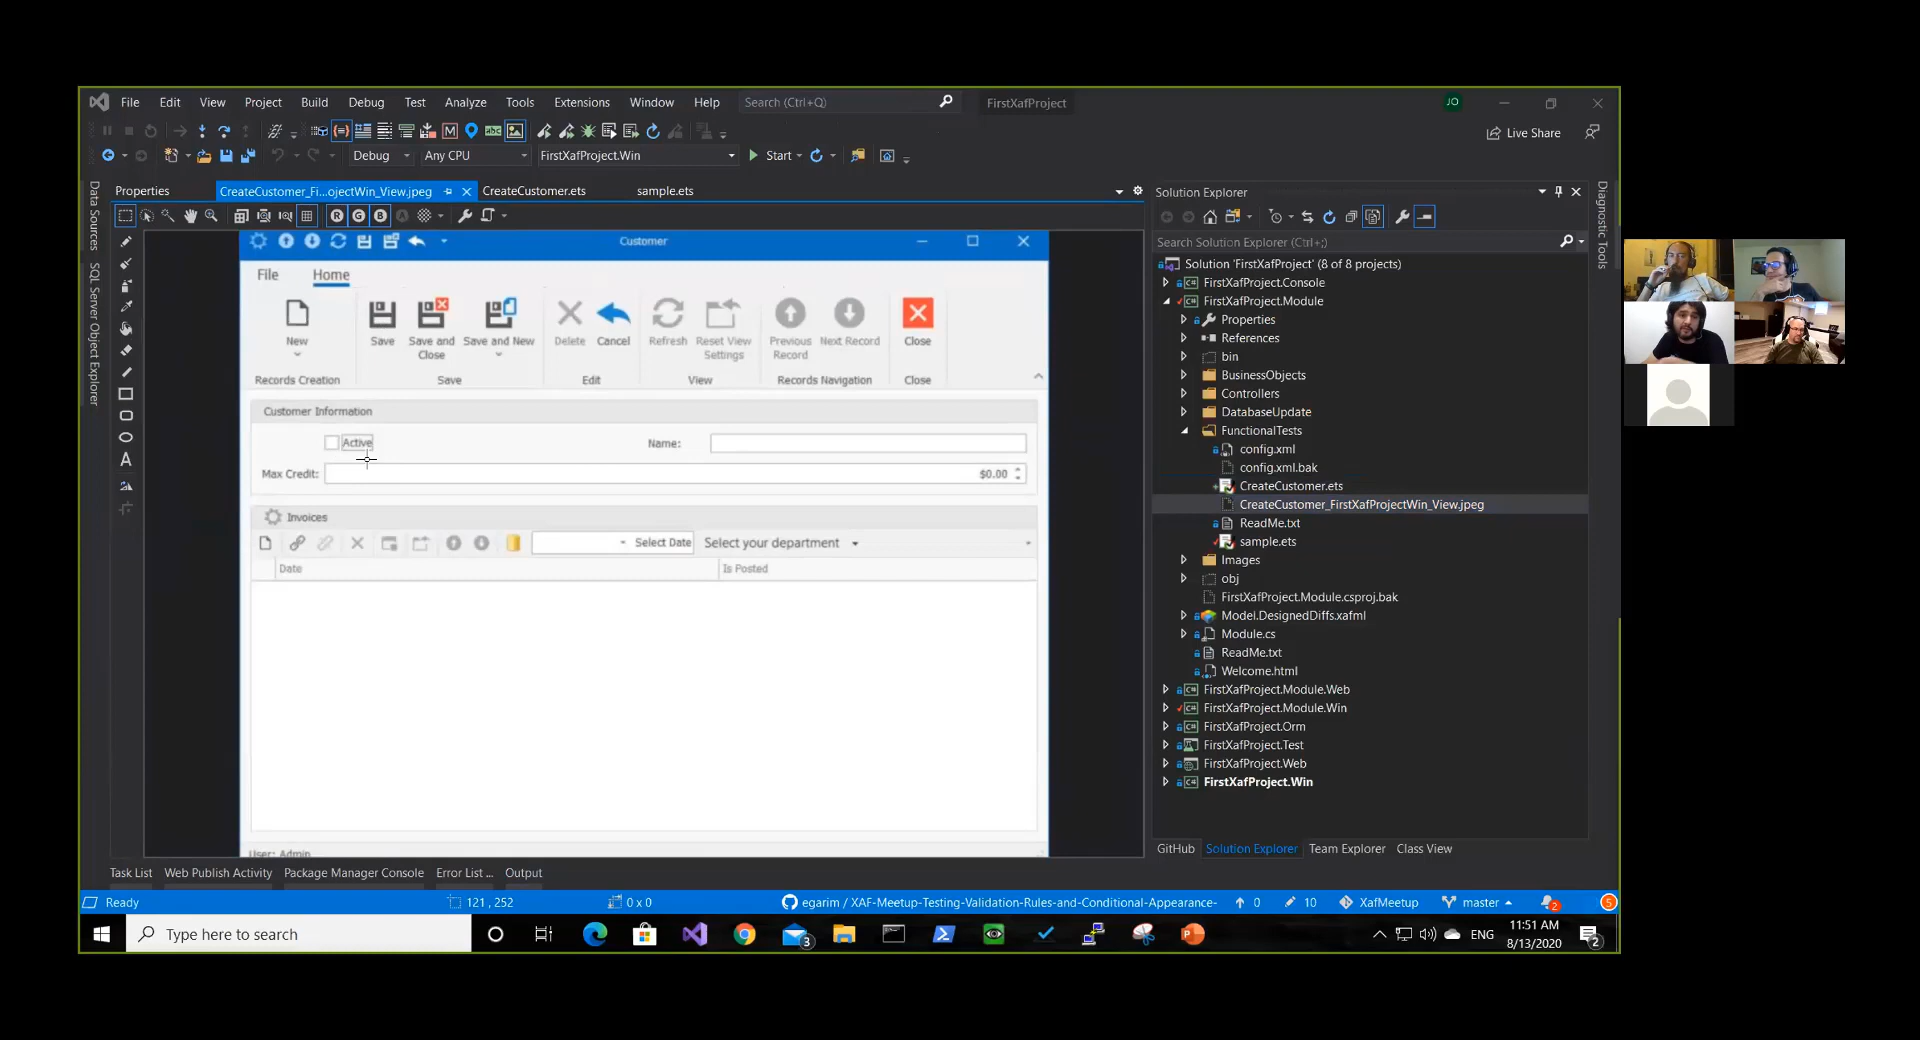 File Edit View Project Build Debug Test Analyze Tools Extensions Window Help Search (Ctrl+Q) FirstXafProject JO
Live Share
Debug Any CPU FirstXafProject.Win Start
Properties CreateCustomer_Fi...ojectWin_View.jpeg CreateCustomer.ets sample.ets
R G B
Data Sources
SQL Server Object Explorer
Customer
File Home
New Save Save and Close Save and New Delete Cancel Refresh Reset View Settings Previous Record Next Record Close
Records Creation Save Edit View Records Navigation Close
Customer Information
Active Name:
Max Credit: $0.00
Invoices
Select Date Select your department
Date Is Posted
User: Admin
Solution Explorer
Search Solution Explorer (Ctrl+;)
Solution 'FirstXafProject' (8 of 8 projects)
FirstXafProject.Console
FirstXafProject.Module
Properties
References
bin
BusinessObjects
Controllers
DatabaseUpdate
FunctionalTests
config.xml
config.xml.bak
CreateCustomer.ets
CreateCustomer_FirstXafProjectWin_View.jpeg
ReadMe.txt
sample.ets
Images
obj
FirstXafProject.Module.csproj.bak
Model.DesignedDiffs.xafml
Module.cs
ReadMe.txt
Welcome.html
FirstXafProject.Module.Web
FirstXafProject.Module.Win
FirstXafProject.Orm
FirstXafProject.Test
FirstXafProject.Web
FirstXafProject.Win
GitHub Solution Explorer Team Explorer Class View
Diagnostic Tools
Task List Web Publish Activity Package Manager Console Error List ... Output
Ready 121 , 252 0 x 0 egarim / XAF-Meetup-Testing-Validation-Rules-and-Conditional-Appearance- 0 10 XafMeetup master 2 5
Type here to search 3 ENG 11:51 AM
8/13/2020 2